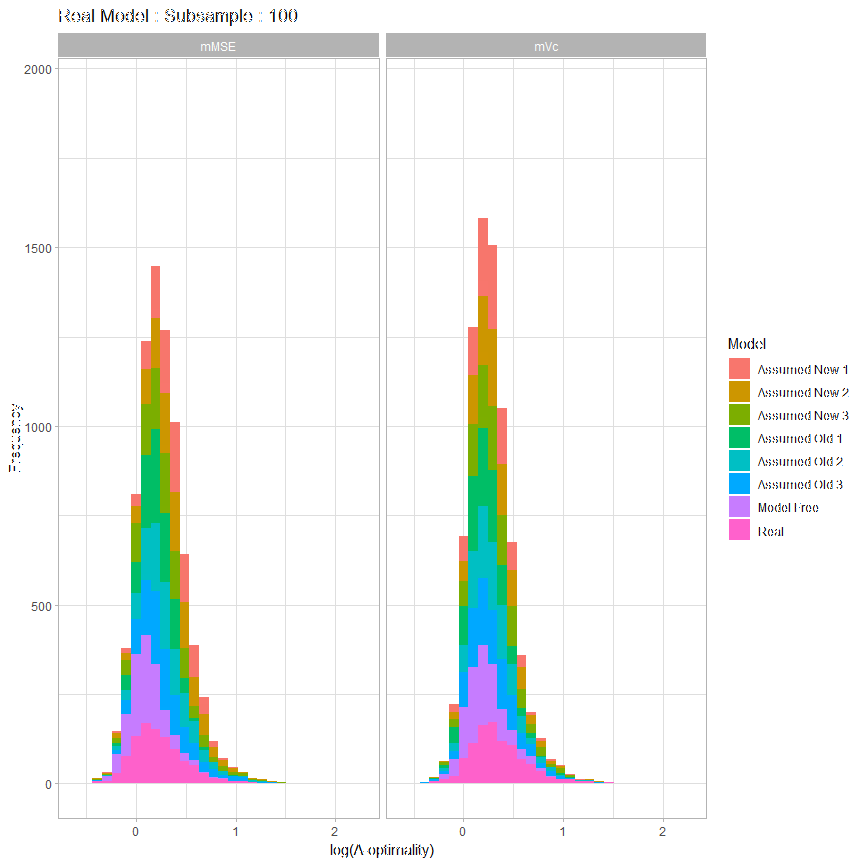 Real Model : Subsample : 100
mMSE
mVc
2000
1500
1000
500
0
Frequency
0
1
2
0
1
2
log(A-optimality)
Model
Assumed New 1
Assumed New 2
Assumed New 3
Assumed Old 1
Assumed Old 2
Assumed Old 3
Model Free
Real